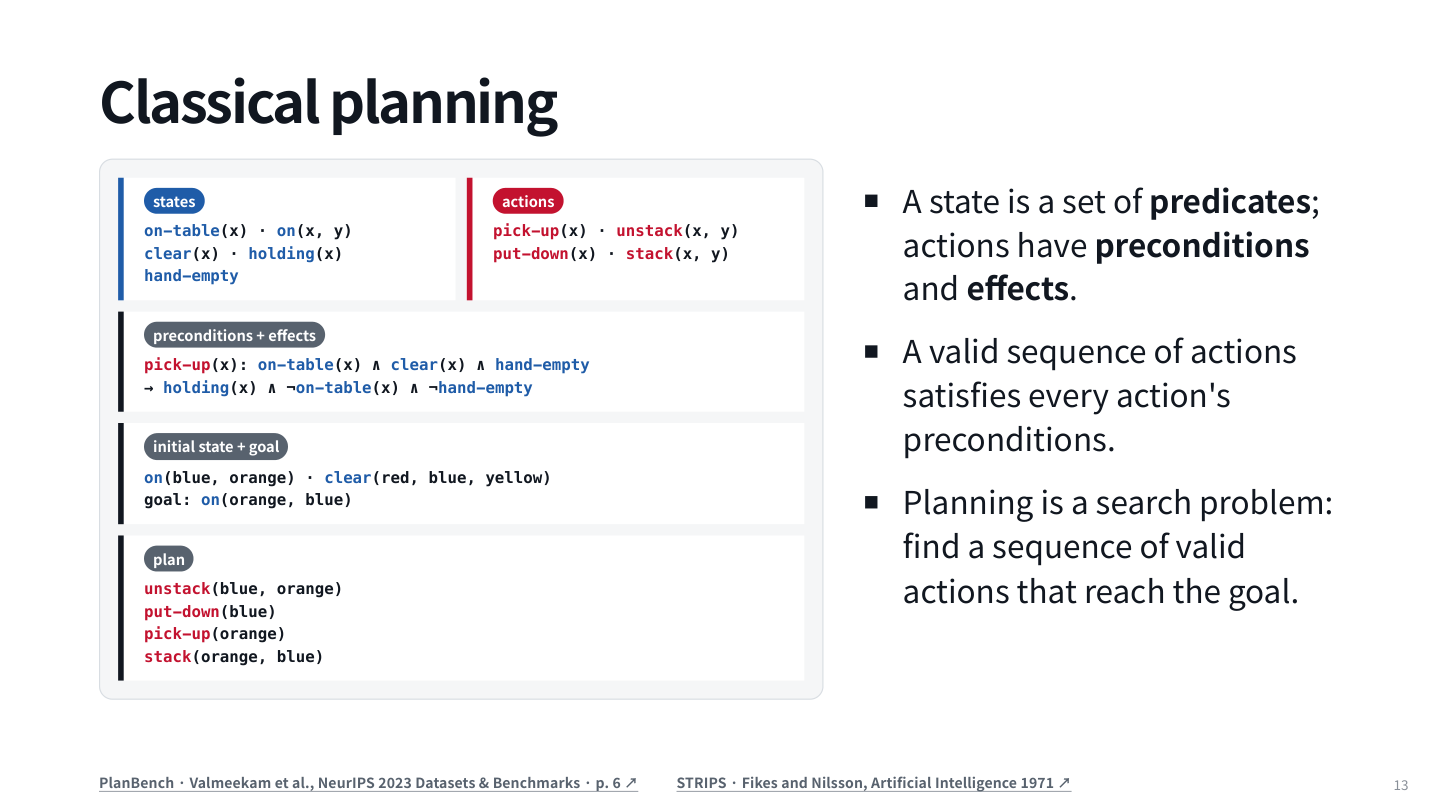 Classical planning
states
on-table(x) · on(x, y)
clear(x) · holding(x)
hand-empty
actions
pick-up(x) · unstack(x, y)
put-down(x) · stack(x, y)
preconditions + effects
pick-up(x): on-table(x) ∧ clear(x) ∧ hand-empty
→ holding(x) ∧ ¬on-table(x) ∧ ¬hand-empty
initial state + goal
on(blue, orange) · clear(red, blue, yellow)
goal: on(orange, blue)
plan
unstack(blue, orange)
put-down(blue)
pick-up(orange)
stack(orange, blue)
▪ A state is a set of predicates;
actions have preconditions
and effects.
▪ A valid sequence of actions
satisfies every action's
preconditions.
▪ Planning is a search problem:
find a sequence of valid
actions that reach the goal.
PlanBench · Valmeekam et al., NeurIPS 2023 Datasets & Benchmarks · p. 6 ↗
STRIPS · Fikes and Nilsson, Artificial Intelligence 1971 ↗
13